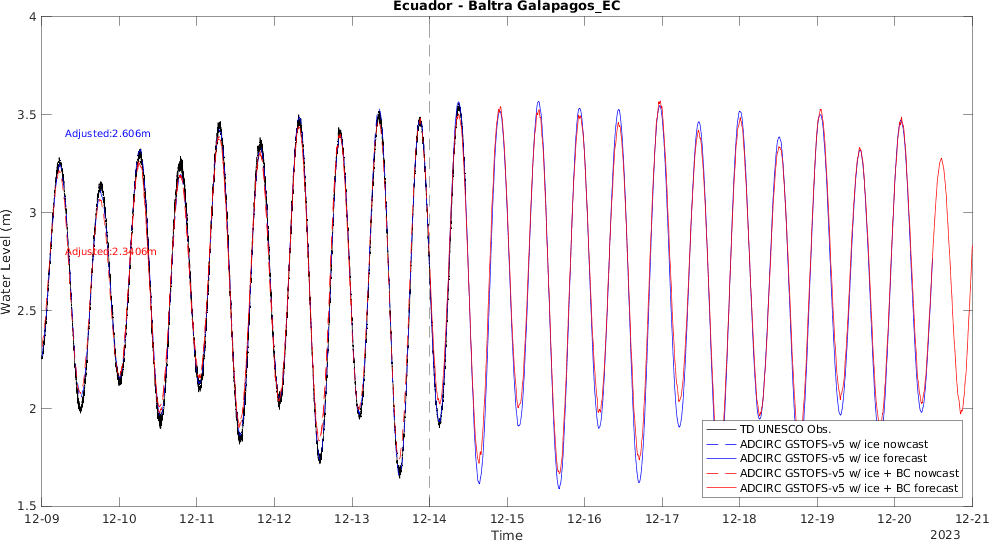 Ecuador - Baltra Galapagos_EC
4
3.5
3
2.5
2
1.5
Water Level (m)
Adjusted:2.606m
Adjusted:2.3406m
TD UNESCO Obs.
ADCIRC GSTOFS-v5 w/ ice nowcast
ADCIRC GSTOFS-v5 w/ ice forecast
ADCIRC GSTOFS-v5 w/ ice + BC nowcast
ADCIRC GSTOFS-v5 w/ ice + BC forecast
12-09 12-10 12-11 12-12 12-13 12-14 12-15 12-16 12-17 12-18 12-19 12-20 12-21
Time
2023